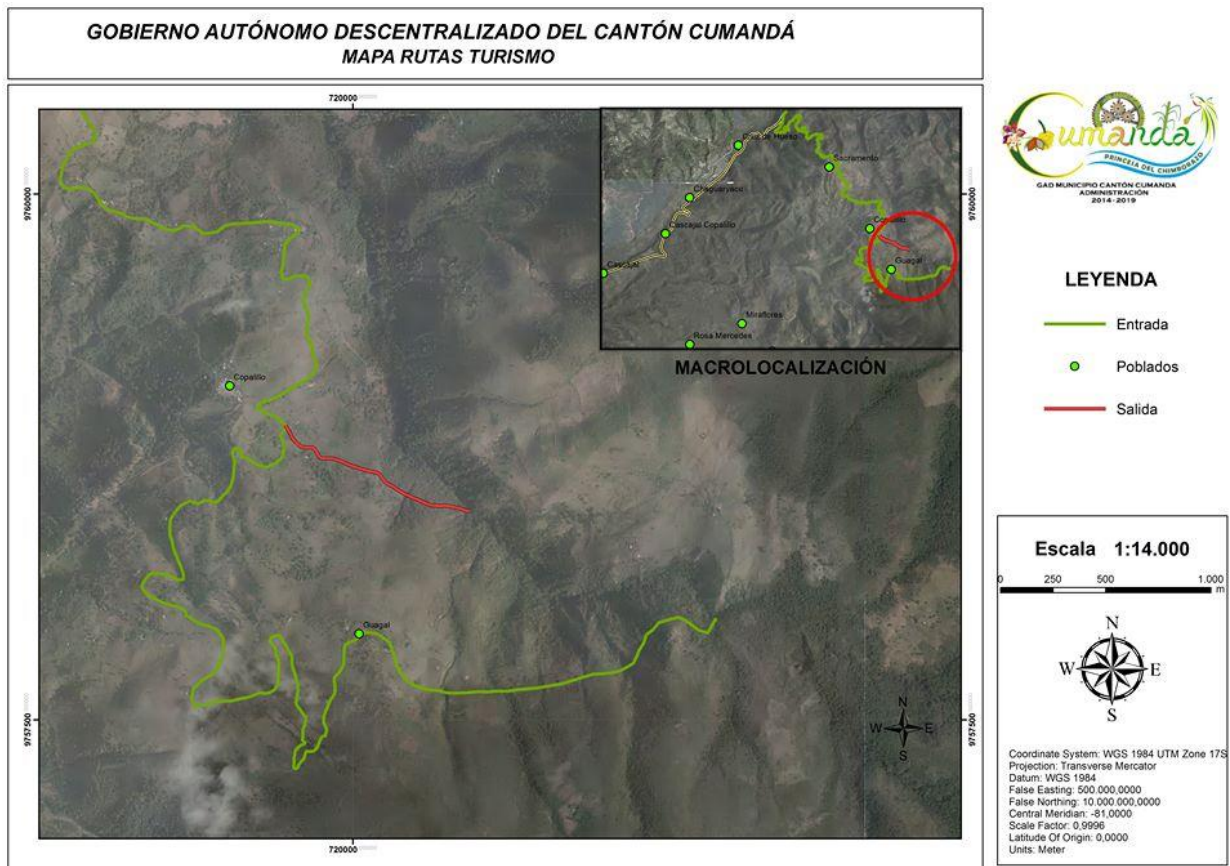 GOBIERNO AUTÓNOMO DESCENTRALIZADO DEL CANTÓN CUMANDÁ
MAPA RUTAS TURISMO
720000
9760000
9760000
Sacramento
Chaguaryaco
Copalillo
Cascajal Copalillo
Guagal
Cascajal
Miraflores
Rosa Mercedes
MACROLOCALIZACIÓN
Copalillo
Guagal
9757500
9757500
N
W E
S
720000
Cumanda
PRINCESA DEL CHIMBORAZO
GAD MUNICIPIO CANTÓN CUMANDA
ADMINISTRACIÓN
2014-2019
LEYENDA
Entrada
Poblados
Salida
Escala 1:14.000
0 250 500 1.000
m
N
W E
S
Coordinate System: WGS 1984 UTM Zone 17S
Projection: Transverse Mercator
Datum: WGS 1984
False Easting: 500.000,0000
False Northing: 10.000.000,0000
Central Meridian: -81,0000
Scale Factor: 0,9996
Latitude Of Origin: 0,0000
Units: Meter